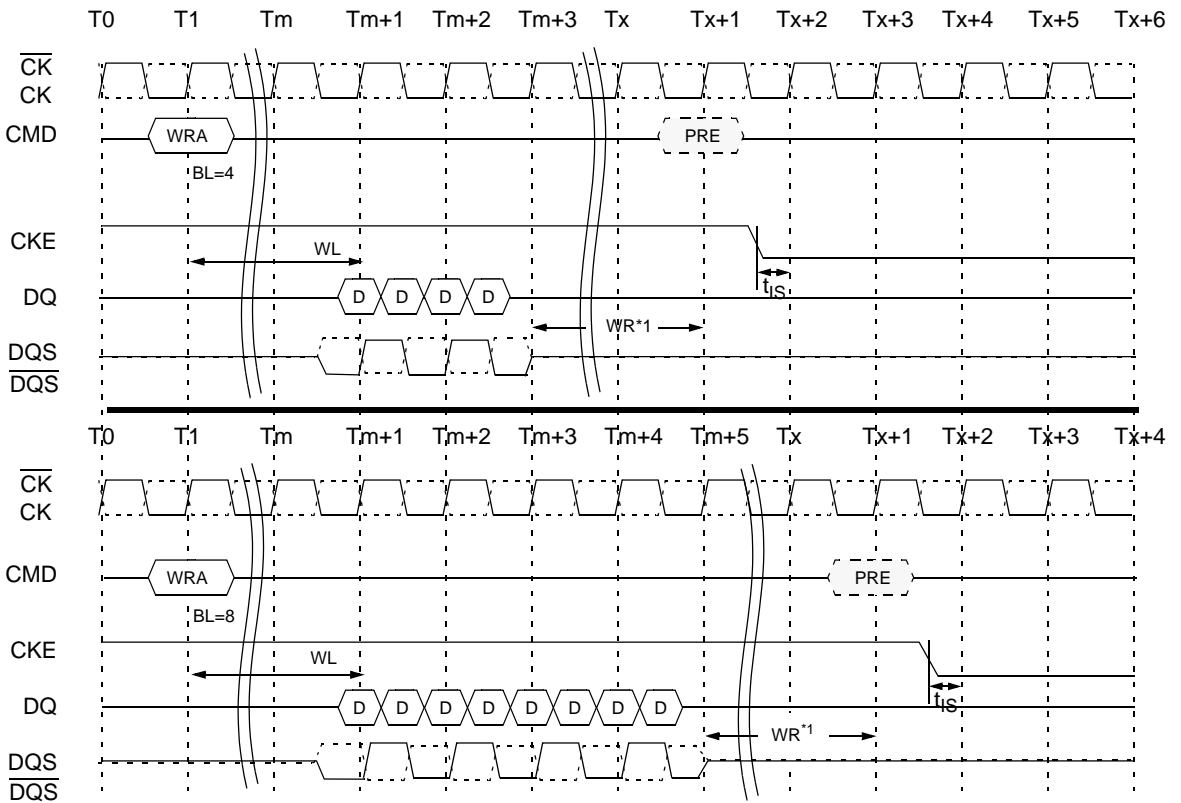 T0 T1 Tm Tm+1 Tm+2 Tm+3 Tx Tx+1 Tx+2 Tx+3 Tx+4 Tx+5 Tx+6
CK
CK
CMD WRA PRE
BL=4
CKE
WL
tIS
DQ D D D D
WR*1
DQS
DQS
T0 T1 Tm Tm+1 Tm+2 Tm+3 Tm+4 Tm+5 Tx Tx+1 Tx+2 Tx+3 Tx+4
CK
CK
CMD WRA PRE
BL=8
CKE
WL
tIS
DQ D D D D D D D D
WR*1
DQS
DQS